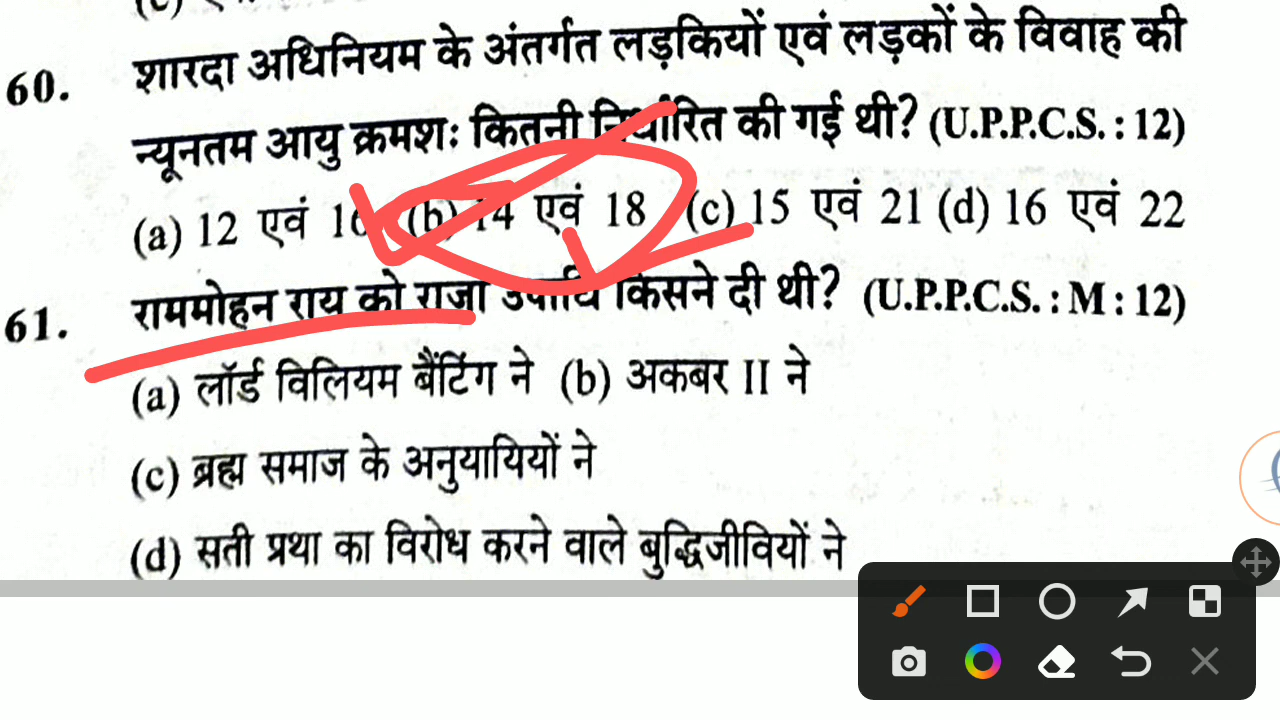 60. शारदा अधिनियम के अंतर्गत लड़कियों एवं लड़कों के विवाह की
न्यूनतम आयु क्रमशः कितनी निर्धारित की गई थी? (U.P.P.C.S. : 12)
(a) 12 एवं 16 (b) 14 एवं 18 (c) 15 एवं 21 (d) 16 एवं 22
61. राममोहन राय को राजा उपाधि किसने दी थी? (U.P.P.C.S. : M : 12)
(a) लॉर्ड विलियम बैंटिंग ने (b) अकबर II ने
(c) ब्रह्म समाज के अनुयायियों ने
(d) सती प्रथा का विरोध करने वाले बुद्धिजीवियों ने